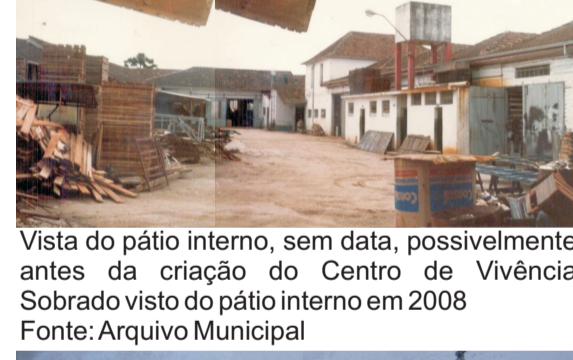 Vista do pátio interno, sem data, possivelmente
antes da criação do Centro de Vivência
Sobrado visto do pátio interno em 2008
Fonte: Arquivo Municipal